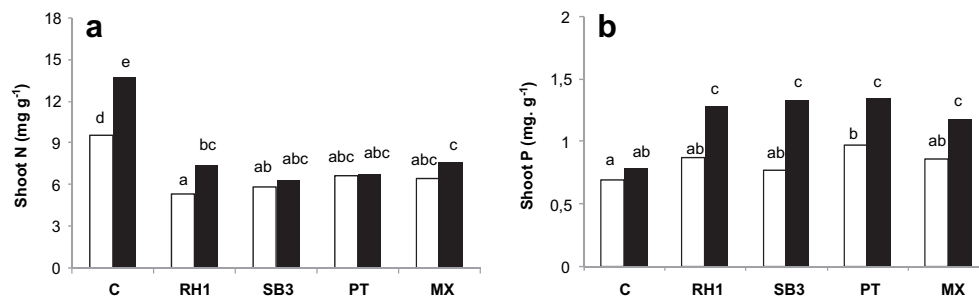 a
Shoot N (mg g-1)
18
15
12
9
6
3
0
d e
a bc
ab abc
abc abc
abc c
C RH1 SB3 PT MX
b
Shoot P (mg. g-1)
2
1,5
1
0,5
0
a ab
ab c
ab c
b c
ab c
C RH1 SB3 PT MX